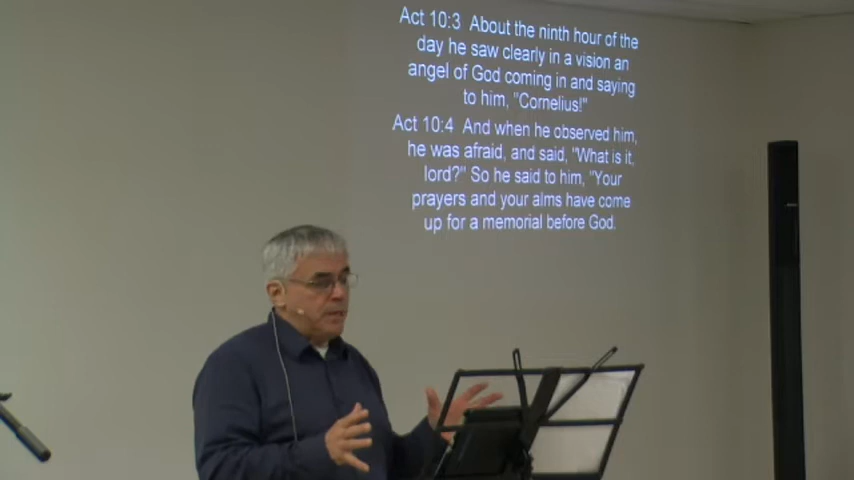 Act 10:3 About the ninth hour of the
day he saw clearly in a vision an
angel of God coming in and saying
to him, "Cornelius!"
Act 10:4 And when he observed him,
he was afraid, and said, "What is it,
lord?" So he said to him, "Your
prayers and your alms have come
up for a memorial before God.